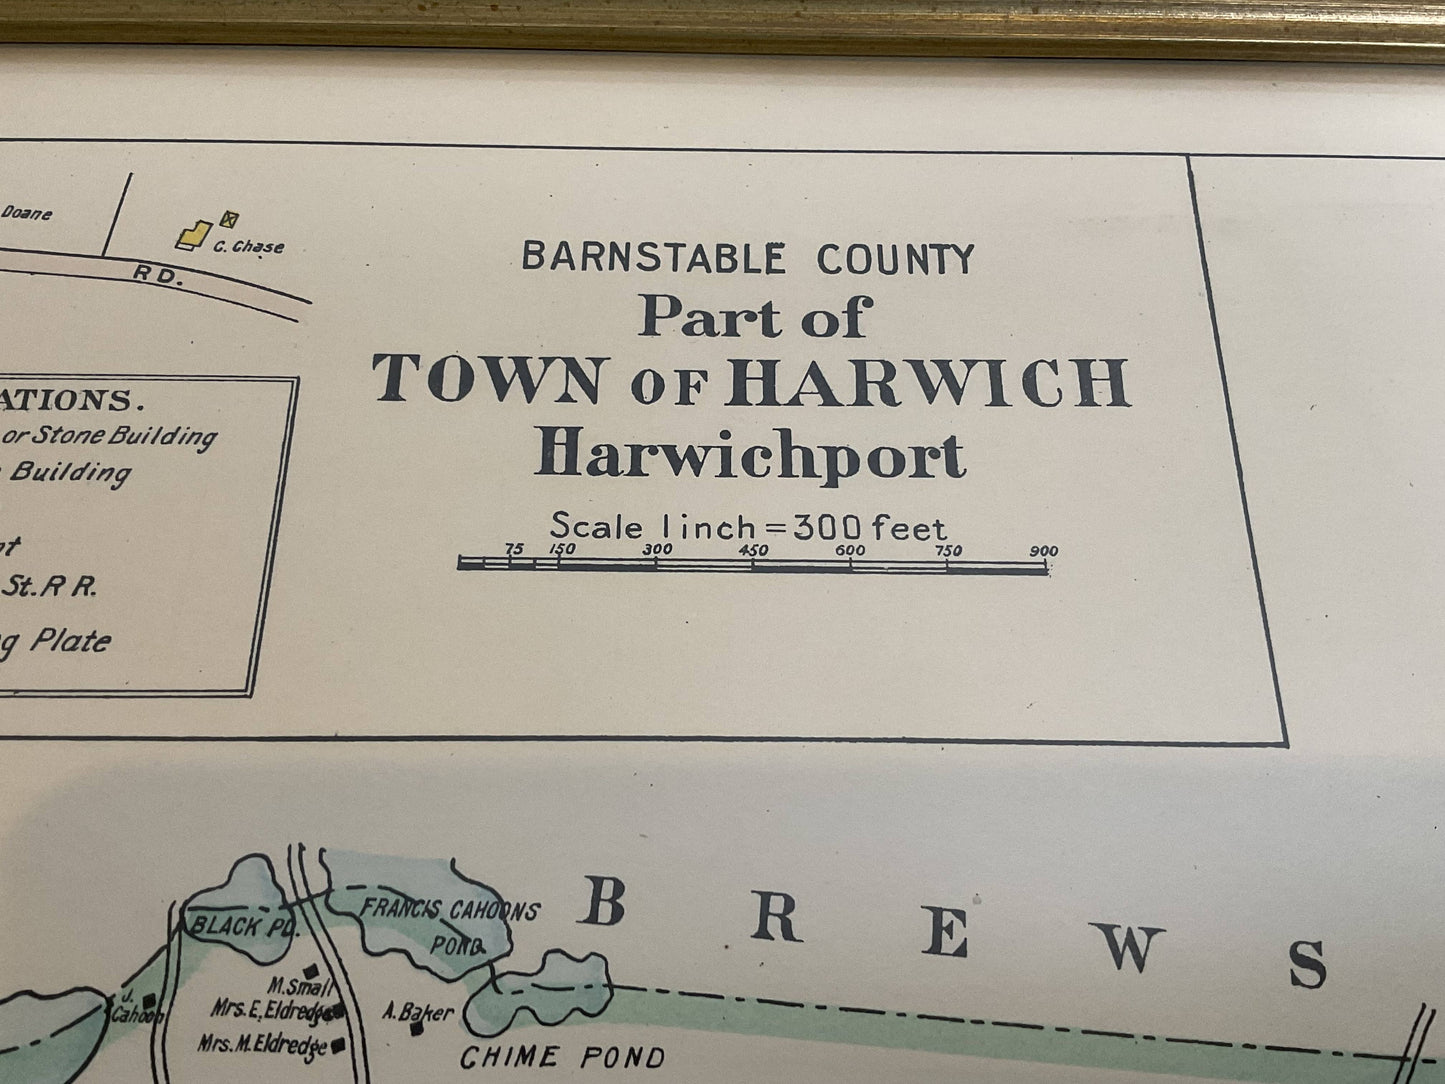 Doane
C. Chase
RD.
BARNSTABLE COUNTY
Part of
TOWN OF HARWICH
Harwichport
Scale 1 inch = 300 feet
75 150 300 450 600 750 900
ATIONS.
or Stone Building
Building
St. R R.
g Plate
B R E W S
BLACK PD.
FRANCIS CAHOONS
POND
M. Small
J.
Cahoon
Mrs. E. Eldredge
A. Baker
Mrs. M. Eldredge
CHIME POND